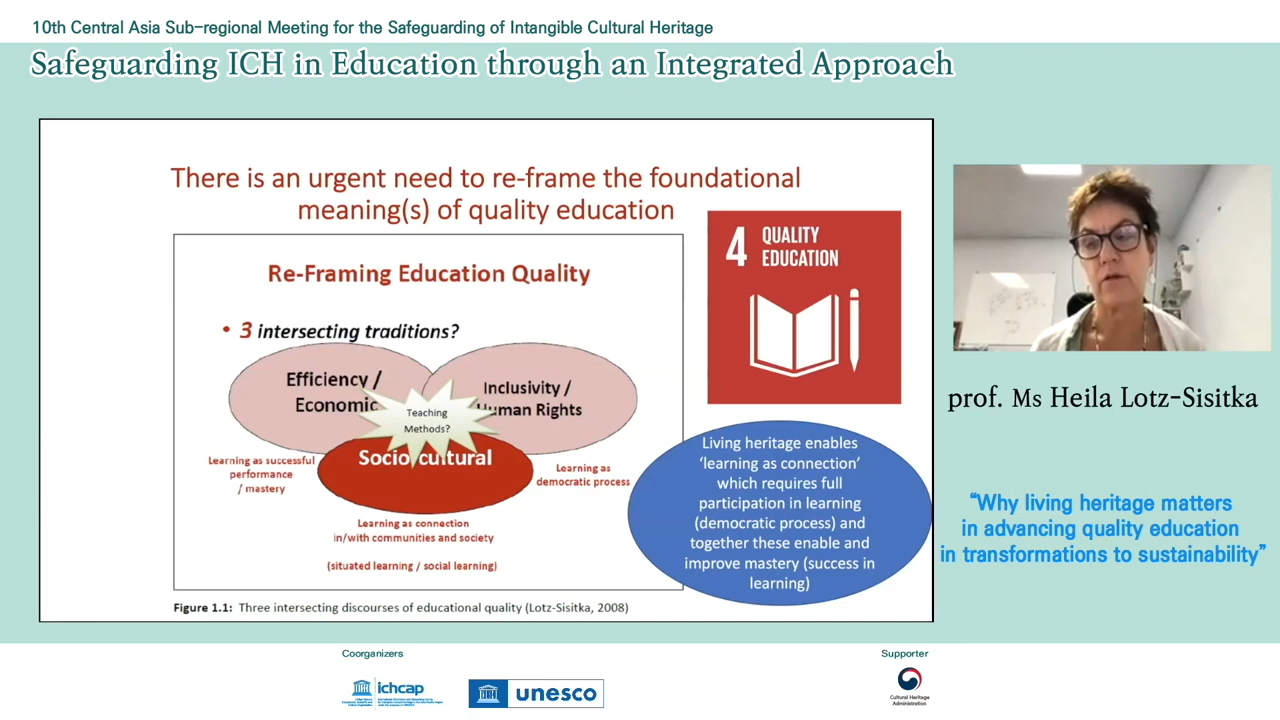 10th Central Asia Sub-regional Meeting for the Safeguarding of Intangible Cultural Heritage
Safeguarding ICH in Education through an Integrated Approach
There is an urgent need to re-frame the foundational
meaning(s) of quality education
Re-Framing Education Quality
• 3 intersecting traditions?
Efficiency /
Economic
Inclusivity /
Human Rights
Teaching
Methods?
Socio cultural
Learning as successful
performance
/ mastery
Learning as
democratic process
Learning as connection
in/with communities and society
(situated learning / social learning)
Figure 1.1: Three intersecting discourses of educational quality (Lotz-Sisitka, 2008)
4 QUALITY
EDUCATION
Living heritage enables
‘learning as connection’
which requires full
participation in learning
(democratic process) and
together these enable and
improve mastery (success in
learning)
prof. Ms Heila Lotz-Sisitka
“Why living heritage matters
in advancing quality education
in transformations to sustainability”
Coorganizers
ichcap
unesco
Supporter
Cultural Heritage
Administration